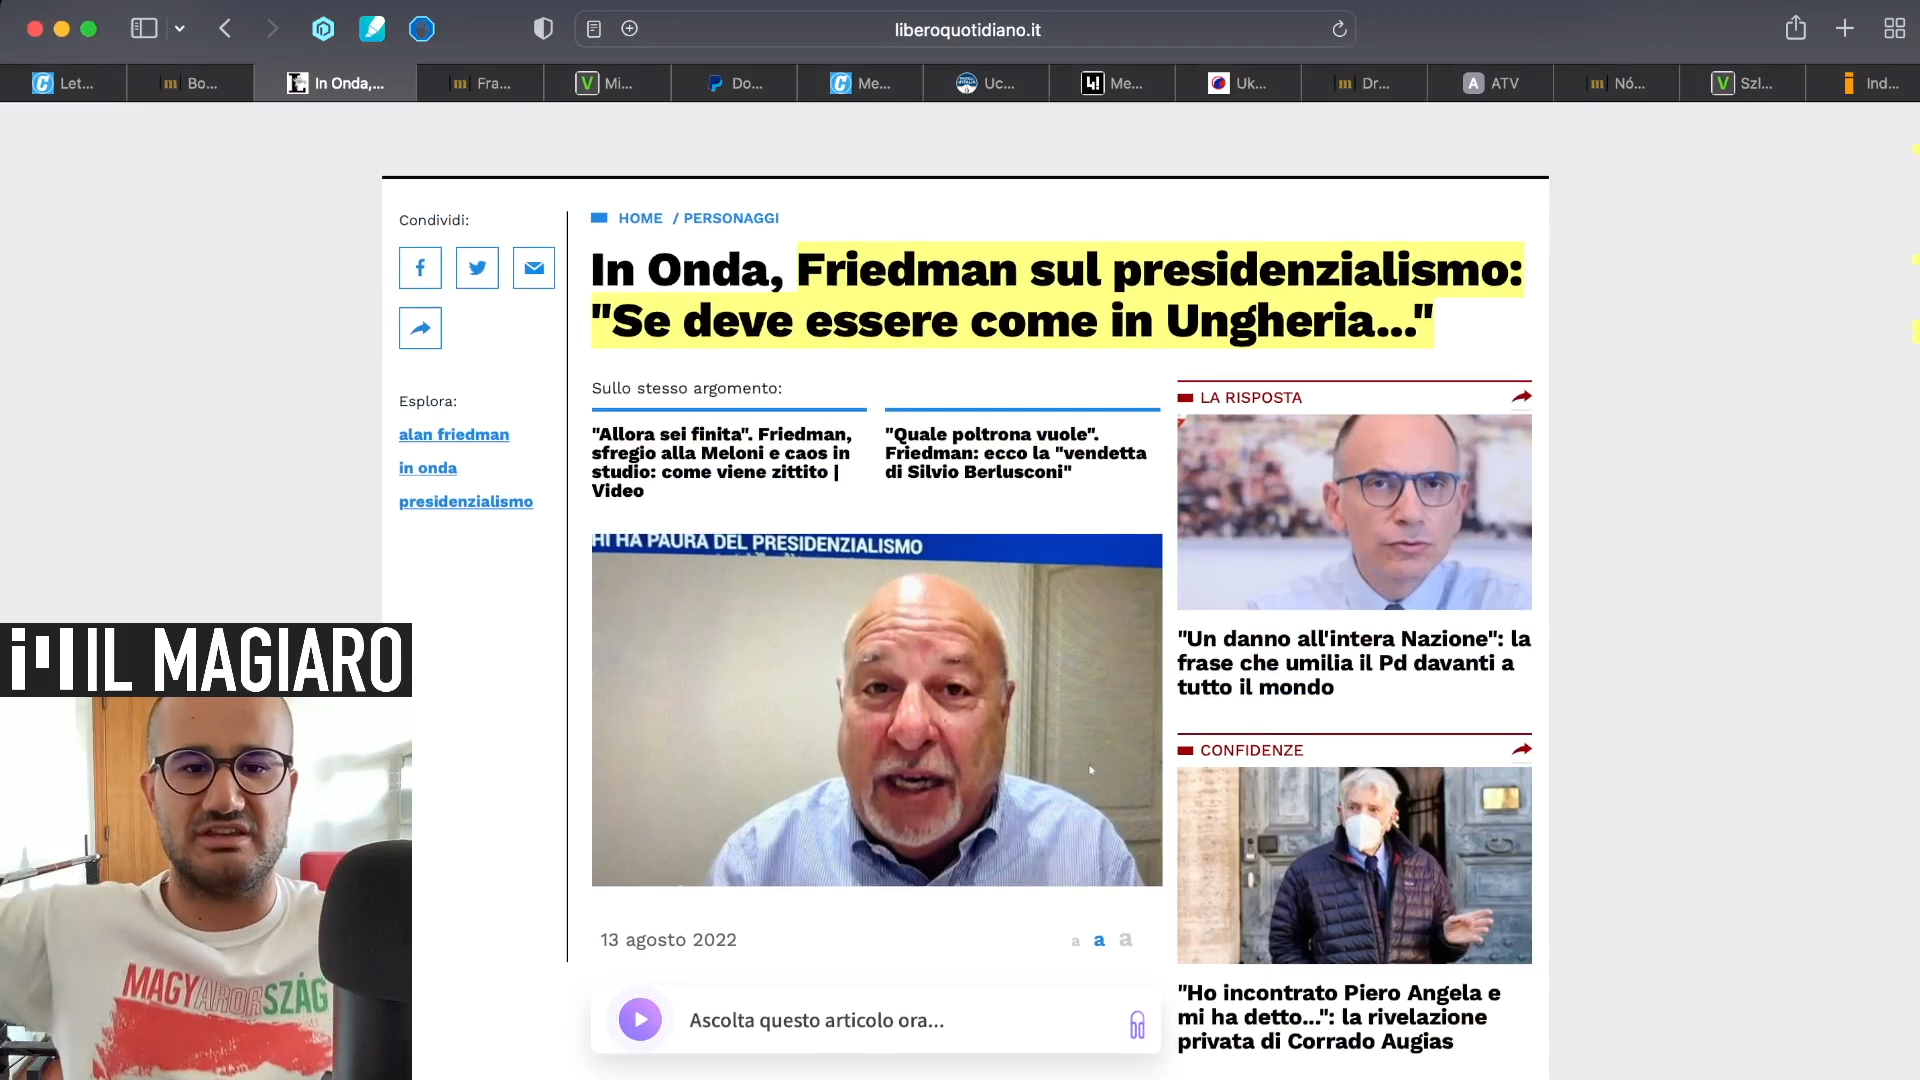 liberoquotidiano.it
Let...
Bo...
In Onda,...
Fra...
Mi...
Do...
Me...
Uc...
Me...
Uk...
Dr...
ATV
Nó...
Szl...
Ind...
Condividi:
Esplora:
alan friedman
in onda
presidenzialismo
HOME / PERSONAGGI
In Onda, Friedman sul presidenzialismo:
"Se deve essere come in Ungheria..."
Sullo stesso argomento:
"Allora sei finita". Friedman,
sfregio alla Meloni e caos in
studio: come viene zittito |
Video
"Quale poltrona vuole".
Friedman: ecco la "vendetta
di Silvio Berlusconi"
HI HA PAURA DEL PRESIDENZIALISMO
13 agosto 2022
a a a
Ascolta questo articolo ora...
LA RISPOSTA
"Un danno all'intera Nazione": la
frase che umilia il Pd davanti a
tutto il mondo
CONFIDENZE
"Ho incontrato Piero Angela e
mi ha detto...": la rivelazione
privata di Corrado Augias
IL MAGIARO
MAGYARORSZÁG